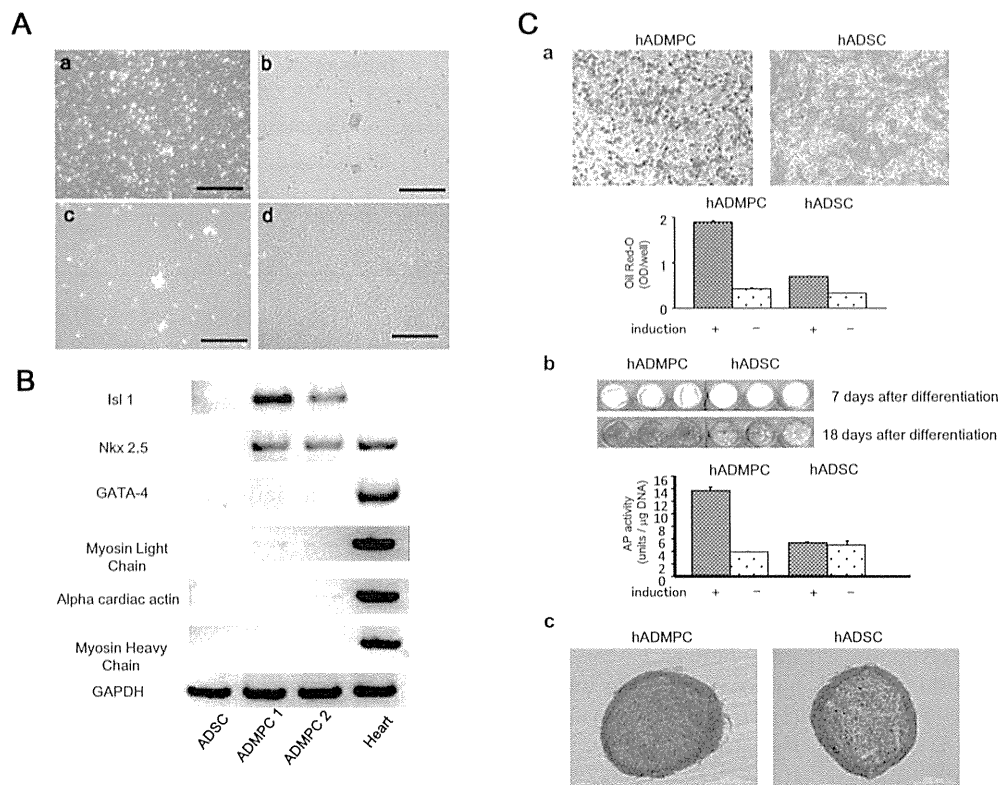 A
a
b
c
d
B
Isl 1
Nkx 2.5
GATA-4
Myosin Light
Chain
Alpha cardiac actin
Myosin Heavy
Chain
GAPDH
ADSC
ADMPC 1
ADMPC 2
Heart
C
hADMPC hADSC
a
hADMPC hADSC
Oil Red-O
(OD/well)
2
1
0
induction + − + −
b
hADMPC hADSC
7 days after differentiation
18 days after differentiation
hADMPC hADSC
AP activity
(units / μg DNA)
16
14
12
10
8
6
4
2
0
induction + − + −
c
hADMPC hADSC